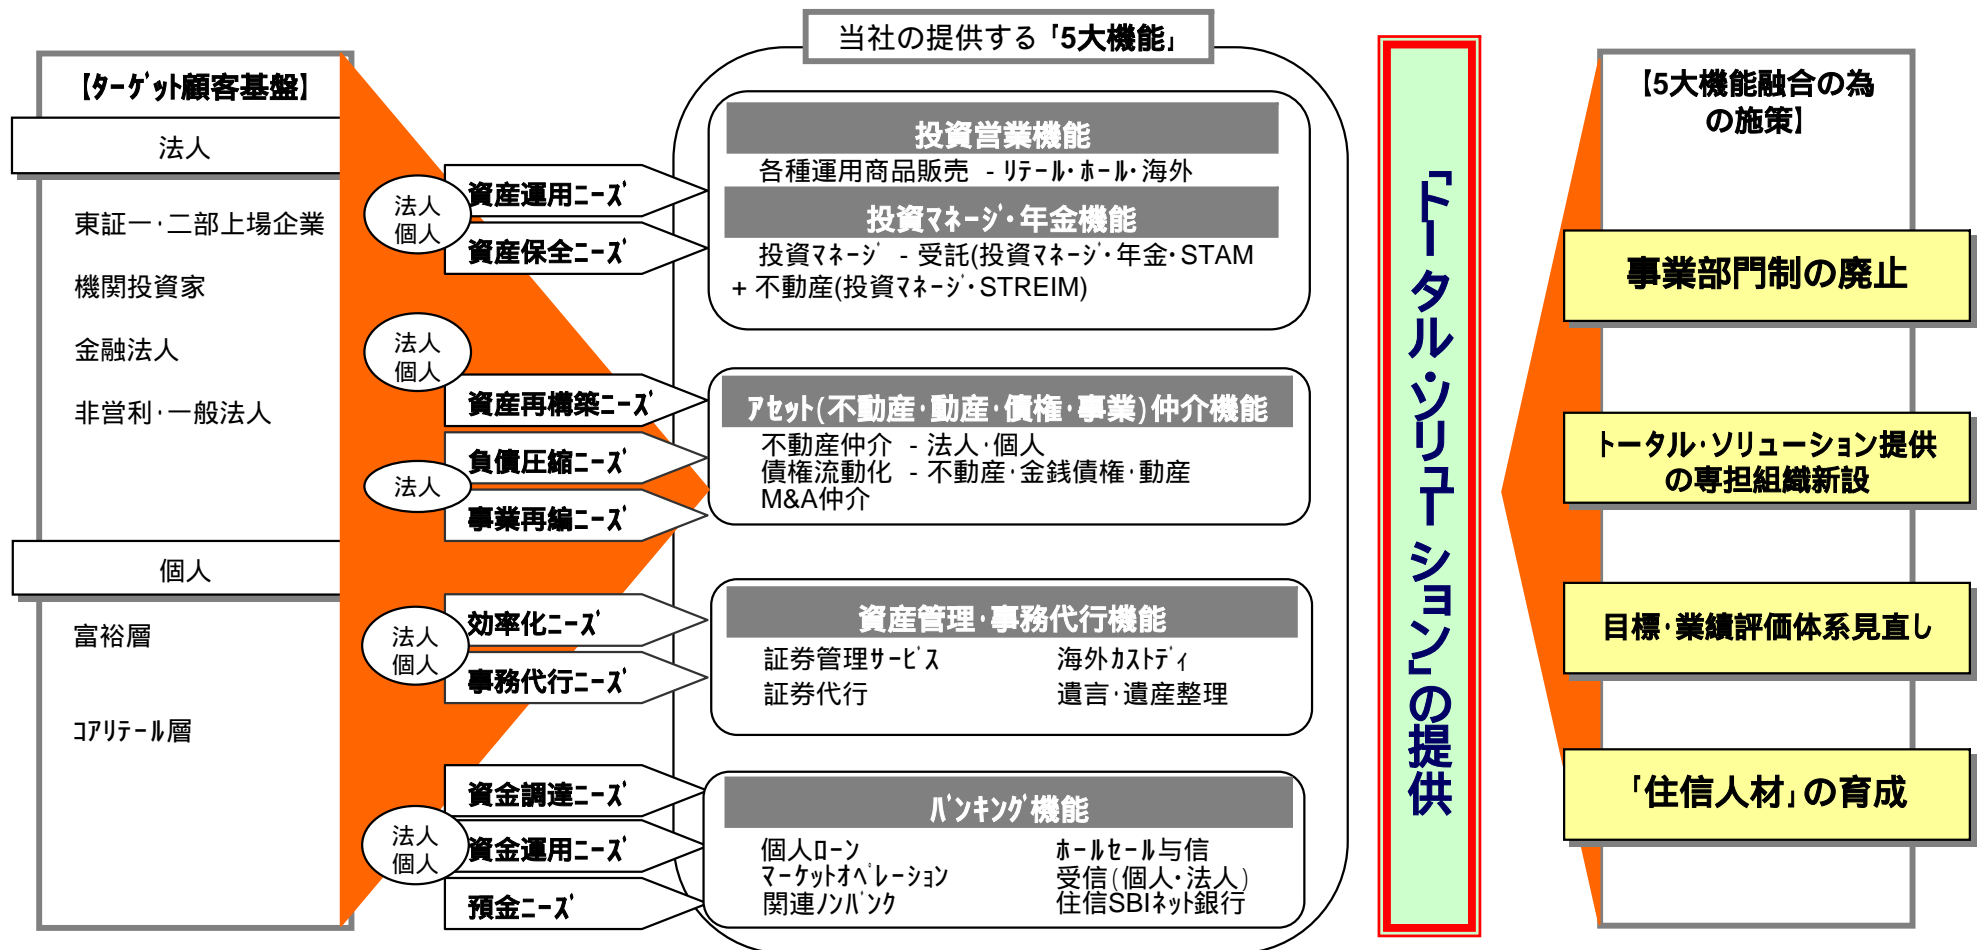 【ﾀｰｹﾞｯﾄ顧客基盤】
法人
東証一・二部上場企業
機関投資家
金融法人
非営利・一般法人
個人
富裕層
ｺｱﾘﾃｰﾙ層
法人
個人
資産運用ﾆｰｽﾞ
資産保全ﾆｰｽﾞ
法人
個人
資産再構築ﾆｰｽﾞ
負債圧縮ﾆｰｽﾞ
法人
事業再編ﾆｰｽﾞ
法人
個人
効率化ﾆｰｽﾞ
事務代行ﾆｰｽﾞ
法人
個人
資金調達ﾆｰｽﾞ
資金運用ﾆｰｽﾞ
預金ﾆｰｽﾞ
当社の提供する「5大機能」
投資営業機能
各種運用商品販売 - ﾘﾃｰﾙ・ﾎｰﾙ・海外
投資ﾏﾈｰｼﾞ・年金機能
投資ﾏﾈｰｼﾞ - 受託(投資ﾏﾈｰｼﾞ・年金・STAM
+ 不動産(投資ﾏﾈｰｼﾞ・STREIM)
ｱｾｯﾄ(不動産・動産・債権・事業)仲介機能
不動産仲介 - 法人・個人
債権流動化 - 不動産・金銭債権・動産
M&A仲介
資産管理・事務代行機能
証券管理ｻｰﾋﾞｽ 海外ｶｽﾄﾃﾞｨ
証券代行 遺言・遺産整理
ﾊﾞﾝｷﾝｸﾞ機能
個人ﾛｰﾝ ﾎｰﾙｾｰﾙ与信
ﾏｰｹｯﾄｵﾍﾟﾚｰｼｮﾝ 受信(個人・法人)
関連ﾉﾝﾊﾞﾝｸ 住信SBIﾈｯﾄ銀行
「トータル・ソリューション」の提供
【5大機能融合の為
の施策】
事業部門制の廃止
トータル・ソリューション提供
の専担組織新設
目標・業績評価体系見直し
「住信人材」の育成